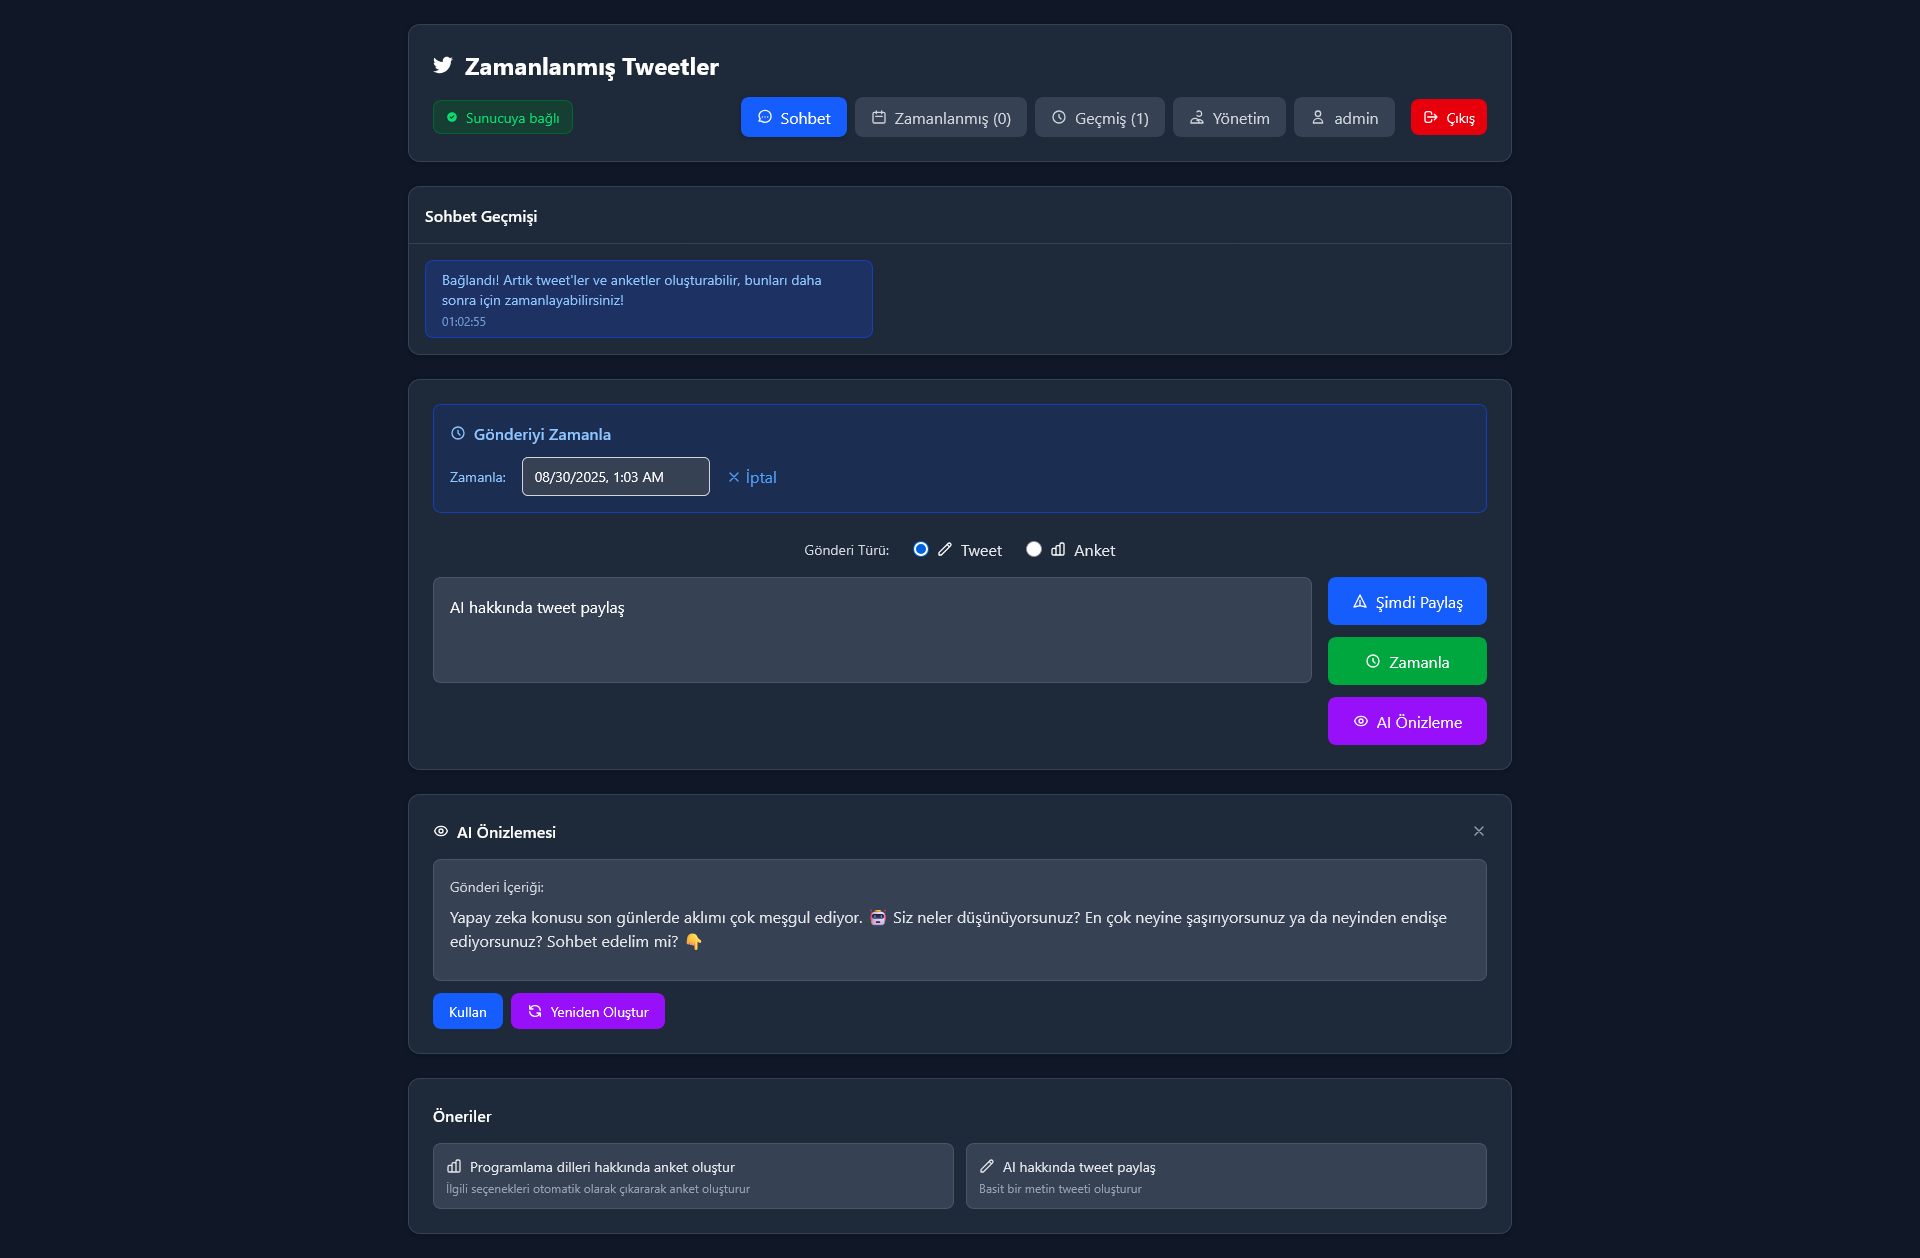 Zamanlanmış Tweetler
Sunucuya bağlı
Sohbet
Zamanlanmış (0)
Geçmiş (1)
Yönetim
admin
Çıkış
Sohbet Geçmişi
Bağlandı! Artık tweet'ler ve anketler oluşturabilir, bunları daha
sonra için zamanlayabilirsiniz!
01:02:55
Gönderiyi Zamanla
Zamanla:
08/30/2025, 1:03 AM
İptal
Gönderi Türü:
Tweet
Anket
AI hakkında tweet paylaş
Şimdi Paylaş
Zamanla
AI Önizleme
AI Önizlemesi
Gönderi İçeriği:
Yapay zeka konusu son günlerde aklımı çok meşgul ediyor. 🤖 Siz neler düşünüyorsunuz? En çok neyine şaşırıyorsunuz ya da neyinden endişe
ediyorsunuz? Sohbet edelim mi? 👇
Kullan
Yeniden Oluştur
Öneriler
Programlama dilleri hakkında anket oluştur
İlgili seçenekleri otomatik olarak çıkararak anket oluşturur
AI hakkında tweet paylaş
Basit bir metin tweeti oluşturur